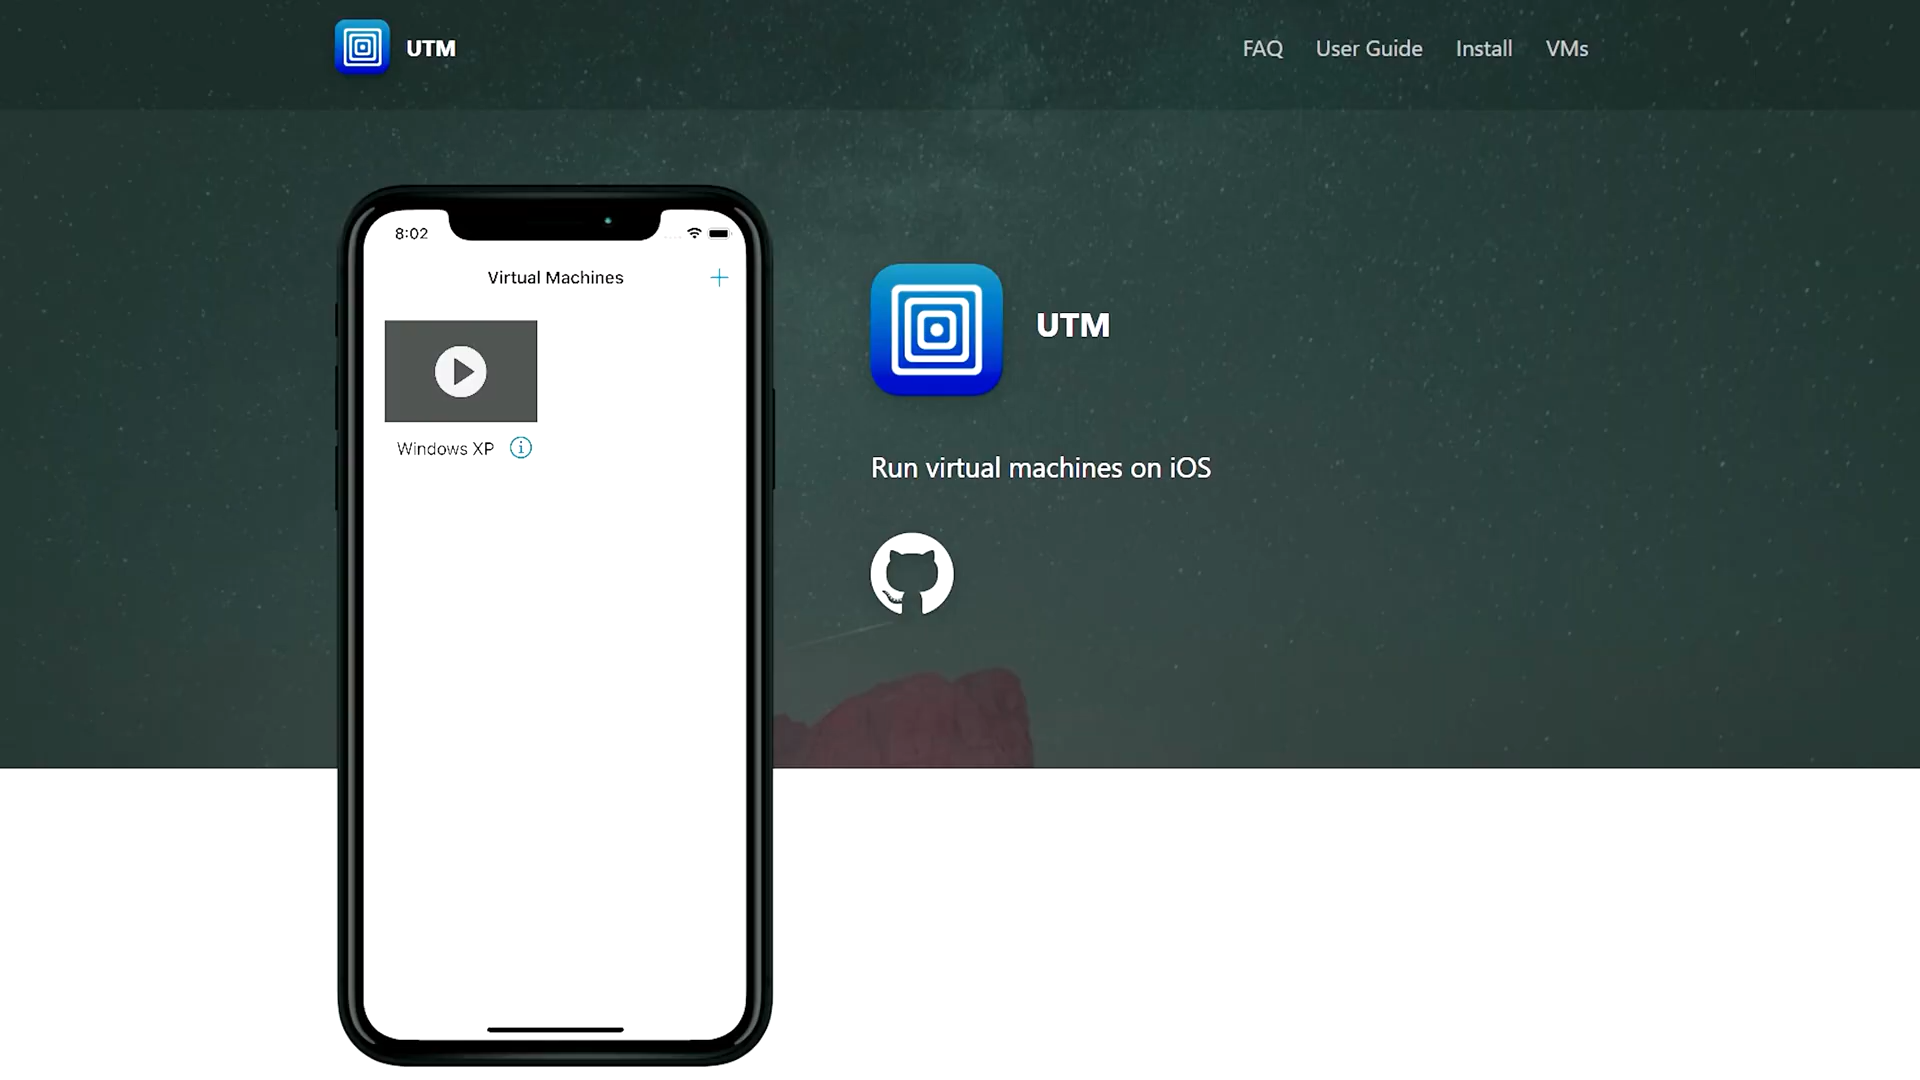 UTM
FAQ
User Guide
Install
VMs
8:02
Virtual Machines
Windows XP
UTM
Run virtual machines on iOS